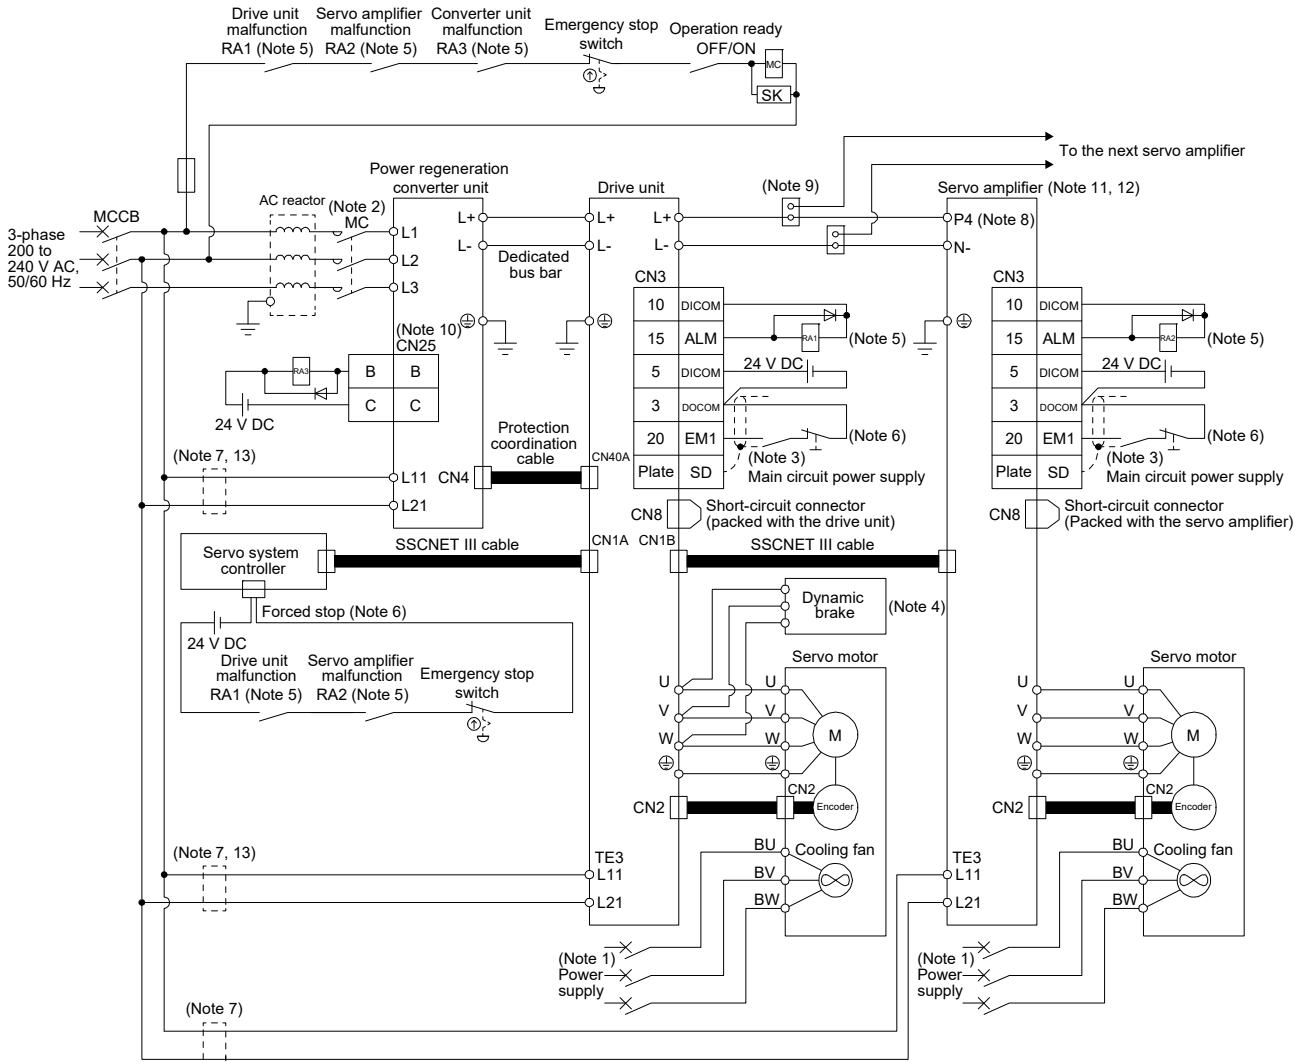 Drive unit
malfunction
RA1 (Note 5)
Servo amplifier
malfunction
RA2 (Note 5)
Converter unit
malfunction
RA3 (Note 5)
Emergency stop
switch
Operation ready
OFF/ON
MC
SK
To the next servo amplifier
Power regeneration
converter unit
Drive unit
(Note 9)
Servo amplifier (Note 11, 12)
AC reactor
(Note 2)
MC
MCCB
3-phase
200 to
240 V AC,
50/60 Hz
L1
L2
L3
L+
L-
L+
L-
Dedicated
bus bar
L+
L-
P4 (Note 8)
N-
CN3
10 DICOM
15 ALM
5 DICOM
3 DOCOM
20 EM1
Plate SD
RA1
(Note 5)
24 V DC
(Note 6)
(Note 3)
Main circuit power supply
CN3
10 DICOM
15 ALM
5 DICOM
3 DOCOM
20 EM1
Plate SD
RA2
(Note 5)
24 V DC
(Note 6)
(Note 3)
Main circuit power supply
(Note 10)
CN25
B B
C C
RA3
24 V DC
Protection
coordination
cable
(Note 7, 13)
L11
L21
CN4
CN40A
CN8
Short-circuit connector
(packed with the drive unit)
CN8
Short-circuit connector
(Packed with the servo amplifier)
Servo system
controller
SSCNET III cable
CN1A
CN1B
SSCNET III cable
Forced stop (Note 6)
24 V DC
Drive unit
malfunction
RA1 (Note 5)
Servo amplifier
malfunction
RA2 (Note 5)
Emergency stop
switch
Dynamic
brake
(Note 4)
Servo motor
U
V
W
U
V
W
M
CN2
CN2
Encoder
BU
BV
BW
Cooling fan
Servo motor
U
V
W
U
V
W
M
CN2
CN2
Encoder
BU
BV
BW
Cooling fan
(Note 7, 13)
TE3
L11
L21
TE3
L11
L21
(Note 1)
Power
supply
(Note 1)
Power
supply
(Note 7)